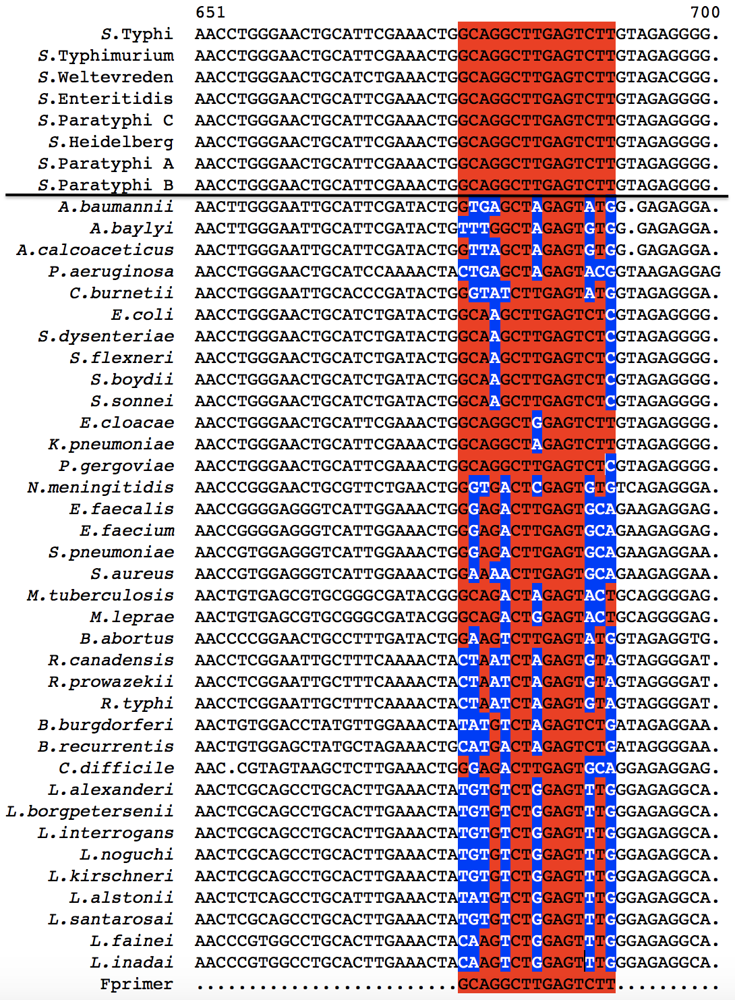 651 700
S.Typhi AACCTGGGAACTGCATTCGAAACTGGCAGGCTTGAGTCTTGTAGAGGGG.
S.Typhimurium AACCTGGGAACTGCATTCGAAACTGGCAGGCTTGAGTCTTGTAGAGGGG.
S.Weltevreden AACCTGGGAACTGCATCTGAAACTGGCAGGCTTGAGTCTTGTAGACGGG.
S.Enteritidis AACCTGGGAACTGCATTCGAAACTGGCAGGCTTGAGTCTTGTAGAGGGG.
S.Paratyphi C AACCTGGGAACTGCATTCGAAACTGGCAGGCTTGAGTCTTGTAGAGGGG.
S.Heidelberg AACCTGGGAACTGCATTCGAAACTGGCAGGCTTGAGTCTTGTAGAGGGG.
S.Paratyphi A AACCTGGGAACTGCATTCGAAACTGGCAGGCTTGAGTCTTGTAGAGGGG.
S.Paratyphi B AACCTGGGAACTGCATTCGAAACTGGCAGGCTTGAGTCTTGTAGAGGGG.
A.baumannii AACTTGGGAATTGCATTCGATACTGGTGAGCTAGAGTATGG.GAGAGGA.
A.baylyi AACTTGGGAATTGCATTCGATACTGTTTGGCTAGAGTGTGG.GAGAGGA.
A.calcoaceticus AACTTGGGAATTGCATTCGATACTGGTTAGCTAGAGTGTGG.GAGAGGA.
P.aeruginosa AACCTGGGAACTGCATCCAAAACTACTGAGCTAGAGTACGGTAAGAGGAG
C.burnetii AACCTGGGAATTGCACCCGATACTGGGTATCTTGAGTATGGTAGAGGGA.
E.coli AACCTGGGAACTGCATCTGATACTGGCAAGCTTGAGTCTCGTAGAGGGG.
S.dysenteriae AACCTGGGAACTGCATCTGATACTGGCAAGCTTGAGTCTCGTAGAGGGG.
S.flexneri AACCTGGGAACTGCATCTGATACTGGCAAGCTTGAGTCTCGTAGAGGGG.
S.boydii AACCTGGGAACTGCATCTGATACTGGCAAGCTTGAGTCTCGTAGAGGGG.
S.sonnei AACCTGGGAACTGCATCTGATACTGGCAAGCTTGAGTCTCGTAGAGGGG.
E.cloacae AACCTGGGAACTGCATTCGAAACTGGCAGGCTGGAGTCTTGTAGAGGGG.
K.pneumoniae AACCTGGGAACTGCATTCGAAACTGGCAGGCTAGAGTCTTGTAGAGGGG.
P.gergoviae AACCTGGGAACTGCATTCGAAACTGGCAGGCTTGAGTCTCGTAGAGGGG.
N.meningitidis AACCCGGGAACTGCGTTCTGAACTGGGTGACTCGAGTGTGTCAGAGGGA.
E.faecalis AACCGGGGAGGGTCATTGGAAACTGGGAGACTTGAGTGCAGAAGAGGAG.
E.faecium AACCGGGGAGGGTCATTGGAAACTGGGAGACTTGAGTGCAGAAGAGGAG.
S.pneumoniae AACCGTGGAGGGTCATTGGAAACTGGGAGACTTGAGTGCAGAAGAGGAA.
S.aureus AACCGTGGAGGGTCATTGGAAACTGGAAAACTTGAGTGCAGAAGAGGAA.
M.tuberculosis AACTGTGAGCGTGCGGGCGATACGGGCAGACTAGAGTACTGCAGGGGAG.
M.leprae AACTGTGAGCGTGCGGGCGATACGGGCAGACTGGAGTACTGCAGGGGAG.
B.abortus AACCCCGGAACTGCCTTTGATACTGGAAGTCTTGAGTATGGTAGAGGTG.
R.canadensis AACCTCGGAATTGCTTTCAAAACTACTAATCTAGAGTGTAGTAGGGGAT.
R.prowazekii AACCTCGGAATTGCTTTCAAAACTACTAATCTAGAGTGTAGTAGGGGAT.
R.typhi AACCTCGGAATTGCTTTCAAAACTACTAATCTAGAGTGTAGTAGGGGAT.
B.burgdorferi AACTGTGGACCTATGTTGGAAACTATATGTCTAGAGTCTGATAGAGGAA.
B.recurrentis AACTGTGGAGCTATGCTAGAAACTGCATGACTAGAGTCTGATAGGGGAA.
C.difficile AAC.CGTAGTAAGCTCTTGAAACTGGGAGACTTGAGTGCAGGAGAGGAG.
L.alexanderi AACTCGCAGCCTGCACTTGAAACTATGTGTCTGGAGTTTGGGAGAGGCA.
L.borgpetersenii AACTCGCAGCCTGCACTTGAAACTATGTGTCTGGAGTTTGGGAGAGGCA.
L.interrogans AACTCGCAGCCTGCACTTGAAACTATGTGTCTGGAGTTTGGGAGAGGCA.
L.noguchi AACTCGCAGCCTGCACTTGAAACTATGTGTCTGGAGTTTGGGAGAGGCA.
L.kirschneri AACTCGCAGCCTGCACTTGAAACTATGTGTCTGGAGTTTGGGAGAGGCA.
L.alstonii AACTCTCAGCCTGCATTTGAAACTATATGTCTGGAGTTTGGGAGAGGCA.
L.santarosai AACTCGCAGCCTGCACTTGAAACTATGTGTCTGGAGTTTGGGAGAGGCA.
L.fainei AACCCGTGGCCTGCACTTGAAACTACAAGTCTGGAGTTTGGGAGAGGCA.
L.inadai AACCCGTGGCCTGCACTTGAAACTACAAGTCTGGAGTTTGGGAGAGGCA.
Fprimer .........................GCAGGCTTGAGTCTT..........